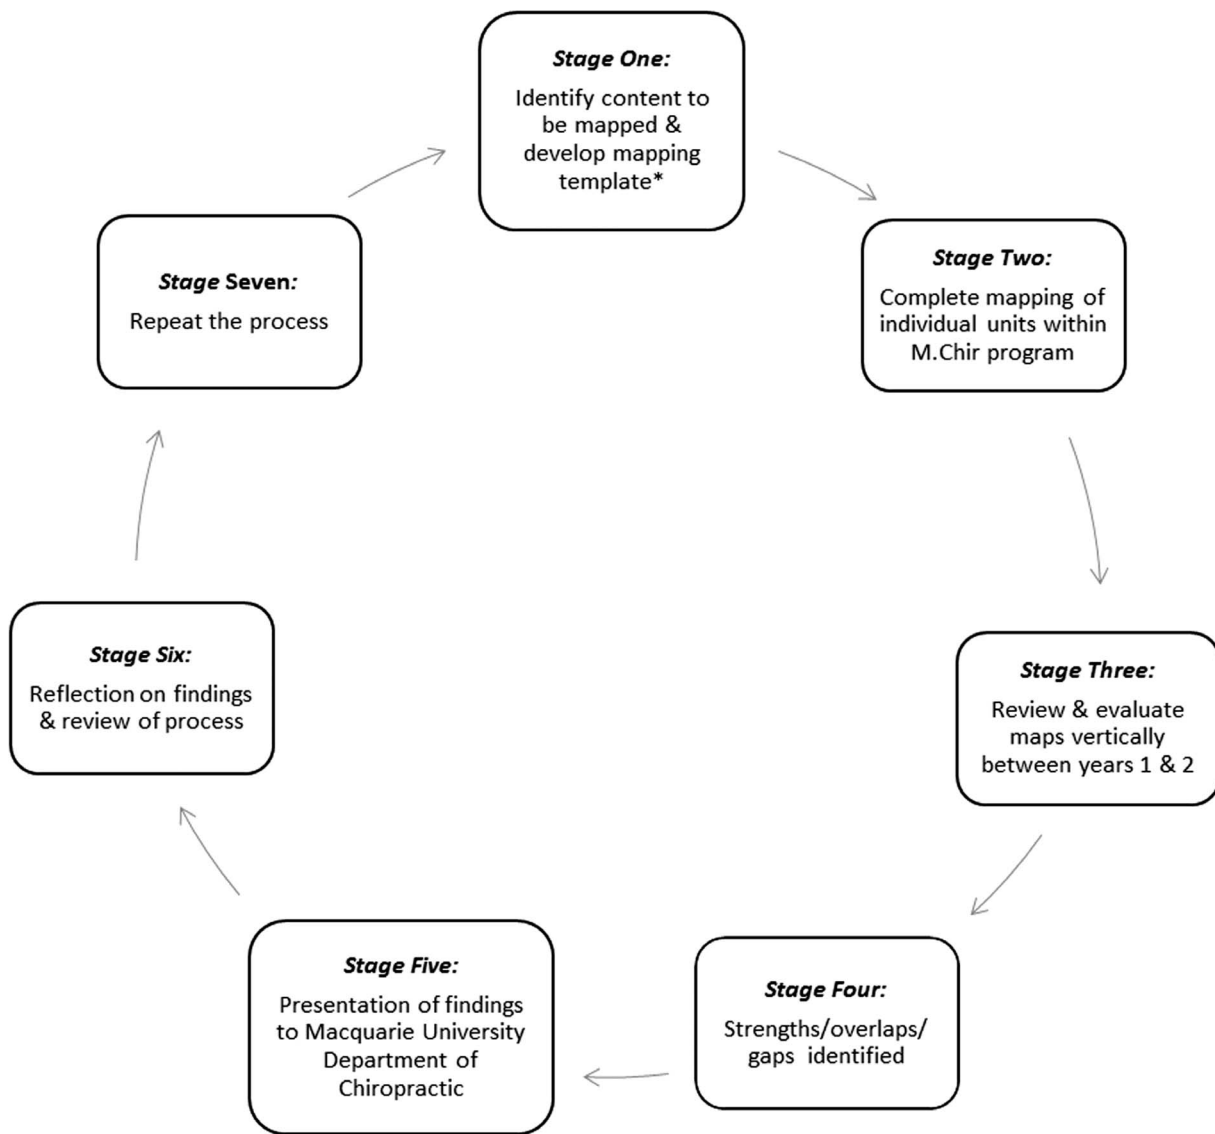 Stage One:
Identify content to
be mapped &
develop mapping
template*
Stage Two:
Complete mapping of
individual units within
M.Chir program
Stage Three:
Review & evaluate
maps vertically
between years 1 & 2
Stage Four:
Strengths/overlaps/
gaps identified
Stage Five:
Presentation of findings
to Macquarie University
Department of
Chiropractic
Stage Six:
Reflection on findings
& review of process
Stage Seven:
Repeat the process